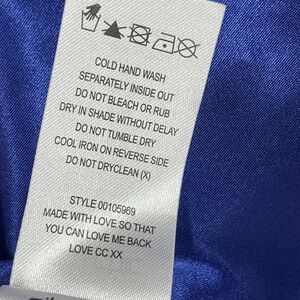 COLD HAND WASH
SEPARATELY INSIDE OUT
DO NOT BLEACH OR RUB
DRY IN SHADE WITHOUT DELAY
DO NOT TUMBLE DRY
COOL IRON ON REVERSE SIDE
DO NOT DRYCLEAN (X)
STYLE 00105969
MADE WITH LOVE SO THAT
YOU CAN LOVE ME BACK
LOVE CC XX